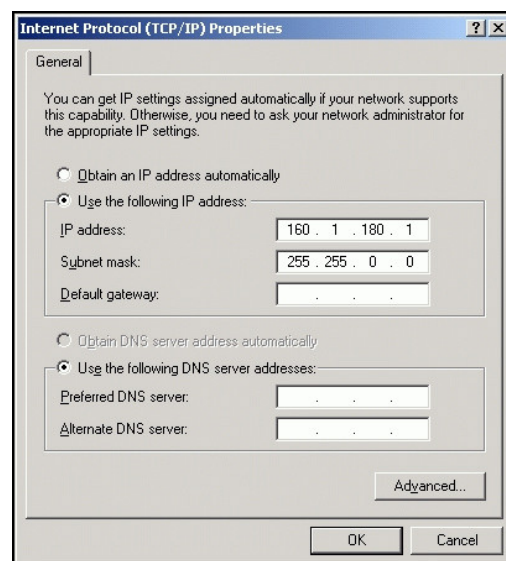 Internet Protocol (TCP/IP) Properties ? X
General
You can get IP settings assigned automatically if your network supports
this capability. Otherwise, you need to ask your network administrator for
the appropriate IP settings.
Obtain an IP address automatically
Use the following IP address:
IP address: 160 . 1 . 180 . 1
Subnet mask: 255 . 255 . 0 . 0
Default gateway: . . .
Obtain DNS server address automatically
Use the following DNS server addresses:
Preferred DNS server: . . .
Alternate DNS server: . . .
Advanced...
OK Cancel